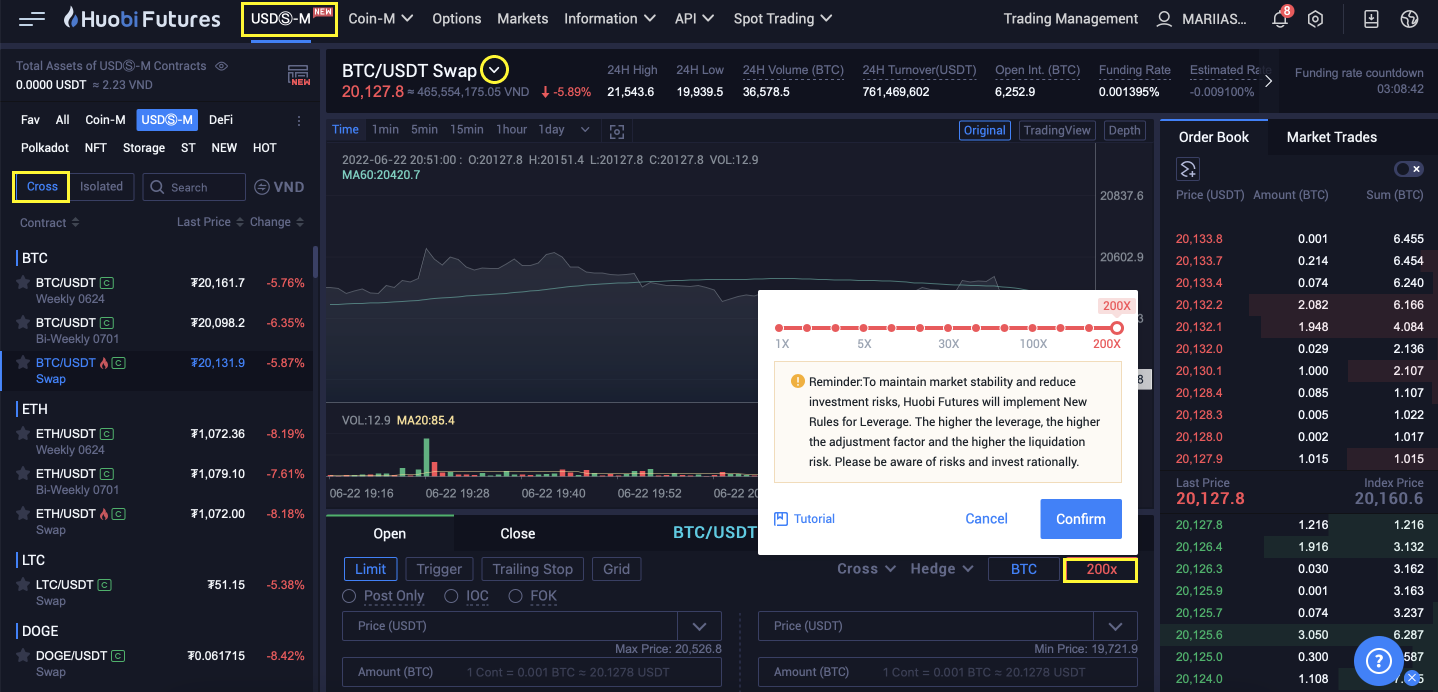 Huobi Futures
USDⓈ-M NEW
Coin-M
Options
Markets
Information
API
Spot Trading
Trading Management
MARIIAS...
8
Total Assets of USDⓈ-M Contracts
0.0000 USDT ≈ 2.23 VND
NEW
Fav All Coin-M USDⓈ-M DeFi
Polkadot NFT Storage ST NEW HOT
Cross Isolated Search VND
Contract Last Price Change
BTC
BTC/USDT C ₮20,161.7 -5.76%
Weekly 0624
BTC/USDT C ₮20,098.2 -6.35%
Bi-Weekly 0701
BTC/USDT C ₮20,131.9 -5.87%
Swap
ETH
ETH/USDT C ₮1,072.36 -8.19%
Weekly 0624
ETH/USDT C ₮1,079.10 -7.61%
Bi-Weekly 0701
ETH/USDT C ₮1,072.00 -8.18%
Swap
LTC
LTC/USDT C ₮51.15 -5.38%
Swap
DOGE
DOGE/USDT C ₮0.061715 -8.42%
Swap
BTC/USDT Swap
20,127.8 ≈ 465,554,175.05 VND ↓ -5.89%
24H High
21,543.6
24H Low
19,939.5
24H Volume (BTC)
36,578.5
24H Turnover(USDT)
761,469,602
Open Int. (BTC)
6,252.9
Funding Rate
0.001395%
Estimated Rate
-0.009100%
Funding rate countdown
03:08:42
Time 1min 5min 15min 1hour 1day
Original TradingView Depth
2022-06-22 20:51:00 : O:20127.8 H:20151.4 L:20127.8 C:20127.8 VOL:12.9
MA60:20420.7
20837.6
20602.9
3
8
VOL:12.9 MA20:85.4
06-22 19:16 06-22 19:28 06-22 19:40 06-22 19:52 06-22 20
200X
1X 5X 30X 100X 200X
Reminder:To maintain market stability and reduce
investment risks, Huobi Futures will implement New
Rules for Leverage. The higher the leverage, the higher
the adjustment factor and the higher the liquidation
risk. Please be aware of risks and invest rationally.
Tutorial Cancel Confirm
Open Close BTC/USDT
Limit Trigger Trailing Stop Grid
Cross Hedge BTC 200x
Post Only IOC FOK
Price (USDT)
Max Price: 20,526.8
Amount (BTC) 1 Cont = 0.001 BTC ≈ 20.1278 USDT
Price (USDT)
Min Price: 19,721.9
Amount (BTC) 1 Cont = 0.001 BTC ≈ 20.1278 USDT
Order Book Market Trades
Price (USDT) Amount (BTC) Sum (BTC)
20,133.8 0.001 6.455
20,133.7 0.214 6.454
20,133.4 0.074 6.240
20,132.2 2.082 6.166
20,132.1 1.948 4.084
20,132.0 0.029 2.136
20,130.1 1.000 2.107
20,128.4 0.085 1.107
20,128.3 0.005 1.022
20,128.0 0.002 1.017
20,127.9 1.015 1.015
Last Price Index Price
20,127.8 20,160.6
20,127.8 1.216 1.216
20,126.4 1.916 3.132
20,126.3 0.030 3.162
20,125.9 0.001 3.163
20,125.7 0.074 3.237
20,125.6 3.050 6.287
20,125.0 0.300 587
20,124.0 1.108